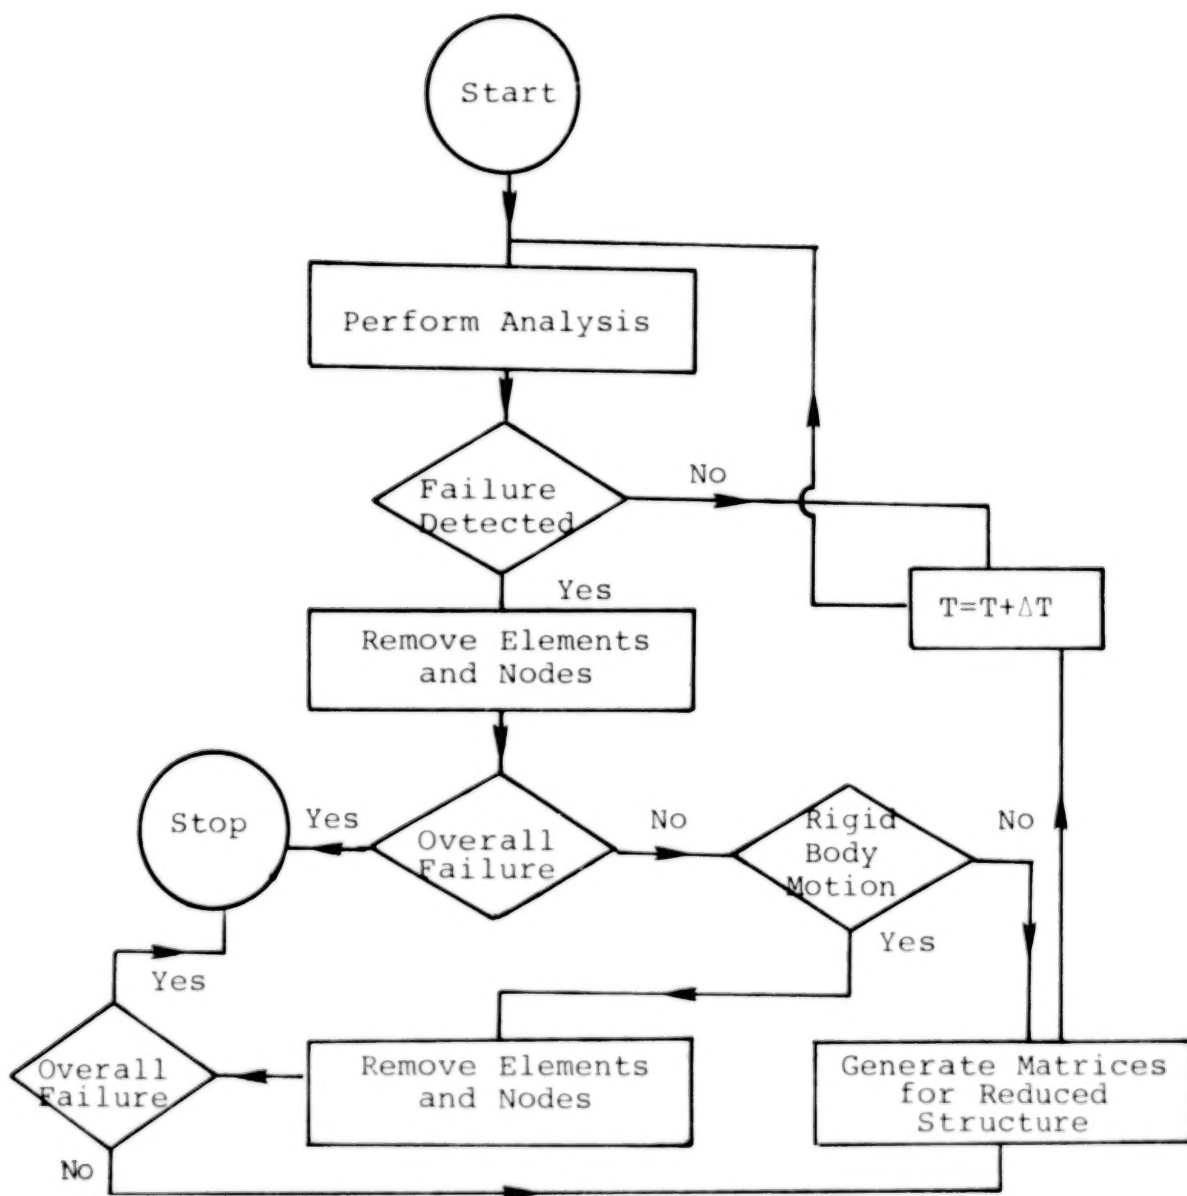 Start
Perform Analysis
No
Failure
Detected
Yes
T=T+ΔT
Remove Elements
and Nodes
Stop
Yes
Overall
Failure
No
Rigid
Body
Motion
No
Yes
Yes
Overall
Failure
Remove Elements
and Nodes
Generate Matrices
for Reduced
Structure
No